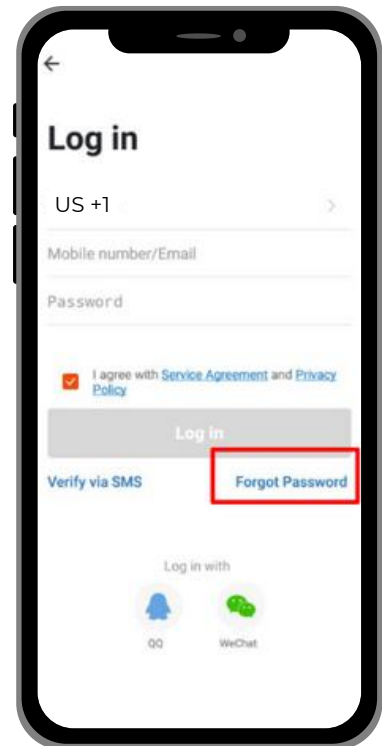 Log in
US +1
Mobile number/Email
Password
I agree with Service Agreement and Privacy
Policy
Log in
Verify via SMS Forgot Password
Log in with
QQ WeChat